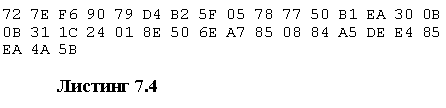 72 7E F6 90 79 D4 B2 5F 05 78 77 50 B1 EA 30 0B
0B 31 1C 24 01 8E 50 6E A7 85 08 84 A5 DE E4 85
EA 4A 5B
Листинг 7.4